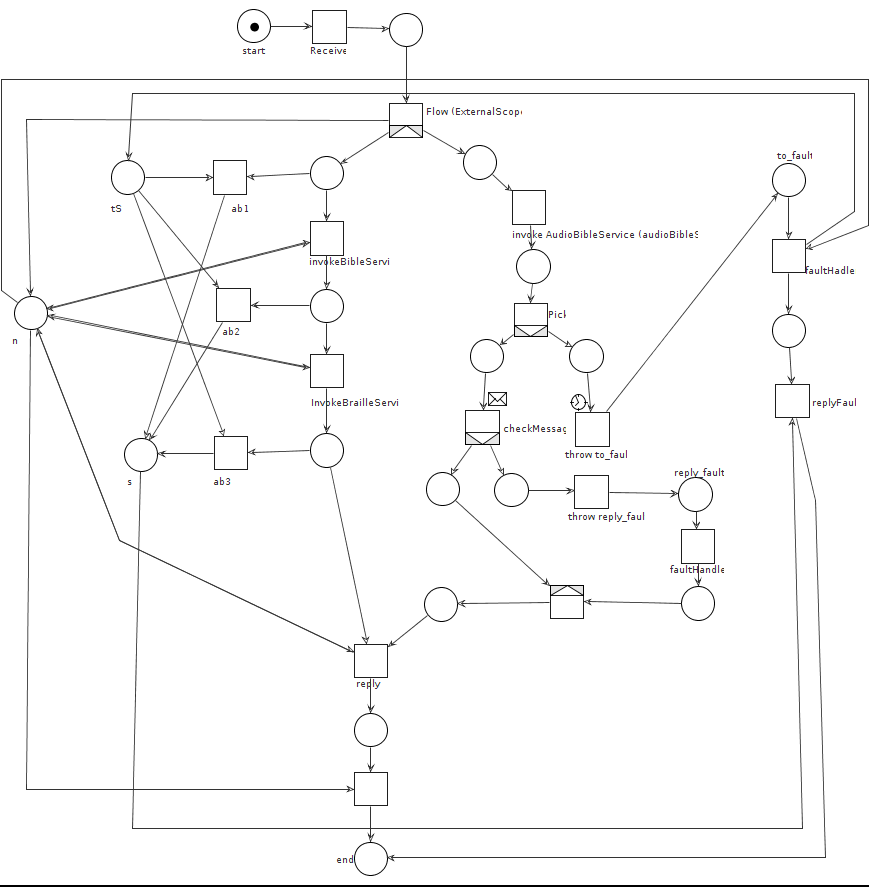 start
Receive
Flow (ExternalScope
to_fault
tS
ab1
invoke AudioBibleService (audioBibleS
invokeBibleServi
faultHadle
n
ab2
Pick
InvokeBrailleServi
replyFaul
checkMessag
throw to_faul
s
ab3
reply_fault
throw reply_faul
faultHandle
reply
end